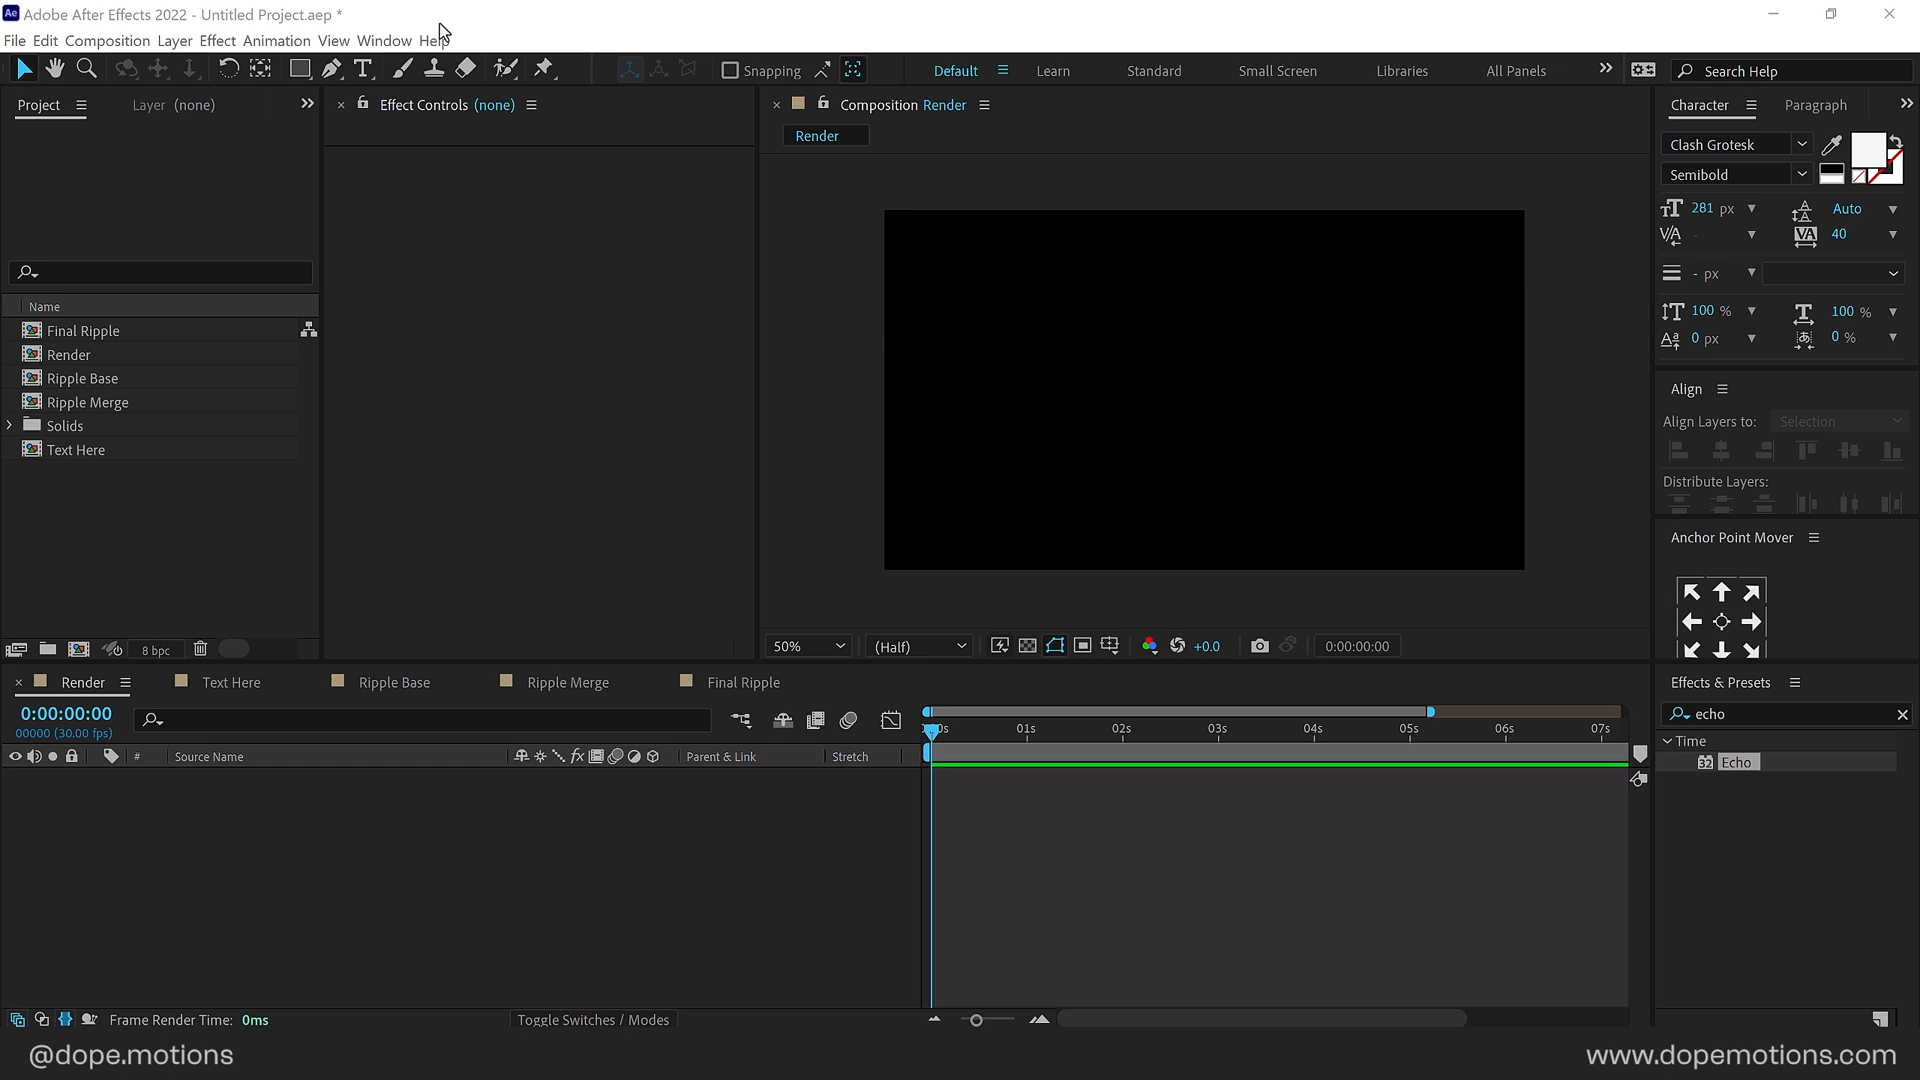 Adobe After Effects 2022 - Untitled Project.aep *
File Edit Composition Layer Effect Animation View Window Help
Snapping
Default
Learn
Standard
Small Screen
Libraries
All Panels
Search Help
Project
Layer (none)
Effect Controls (none)
Composition Render
Render
Character
Paragraph
Clash Grotesk
Semibold
281 px
Auto
40
- px
100 %
100 %
0 px
0 %
Name
Final Ripple
Render
Ripple Base
Ripple Merge
Solids
Text Here
Align
Align Layers to:
Selection
Distribute Layers:
Anchor Point Mover
8 bpc
50%
(Half)
+0.0
0:00:00:00
Render
Text Here
Ripple Base
Ripple Merge
Final Ripple
Effects & Presets
echo
Time
32 Echo
0:00:00:00
00000 (30.00 fps)
# Source Name
fx
Parent & Link
Stretch
01s
02s
03s
04s
05s
06s
07s
Frame Render Time: 0ms
Toggle Switches / Modes
@dope.motions
www.dopemotions.com